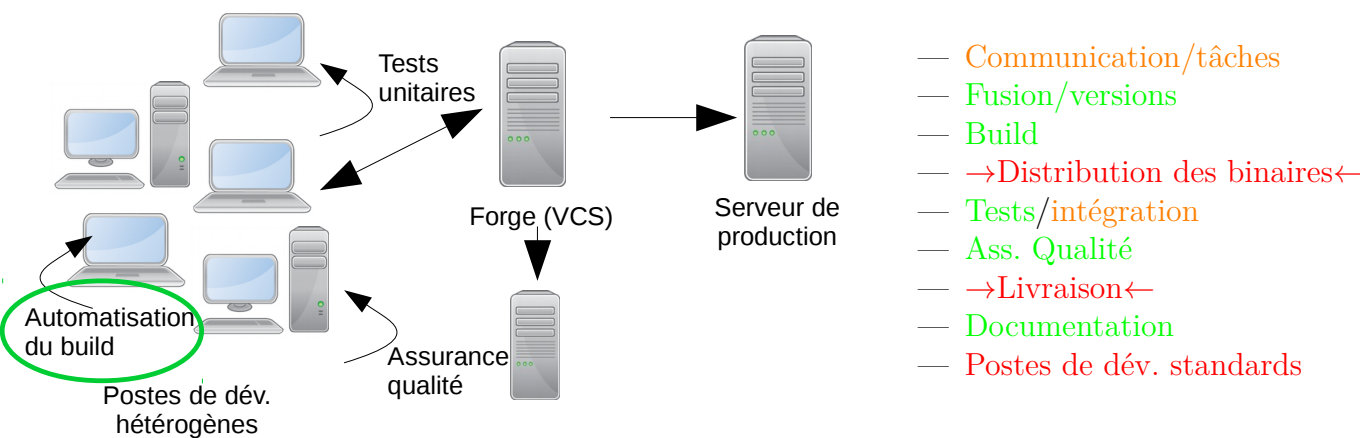 Tests
unitaires
Forge (VCS)
Serveur de
production
Automatisation
du build
Assurance
qualité
Postes de dév.
hétérogènes
— Communication/tâches
— Fusion/versions
— Build
— →Distribution des binaires←
— Tests/intégration
— Ass. Qualité
— →Livraison←
— Documentation
— Postes de dév. standards